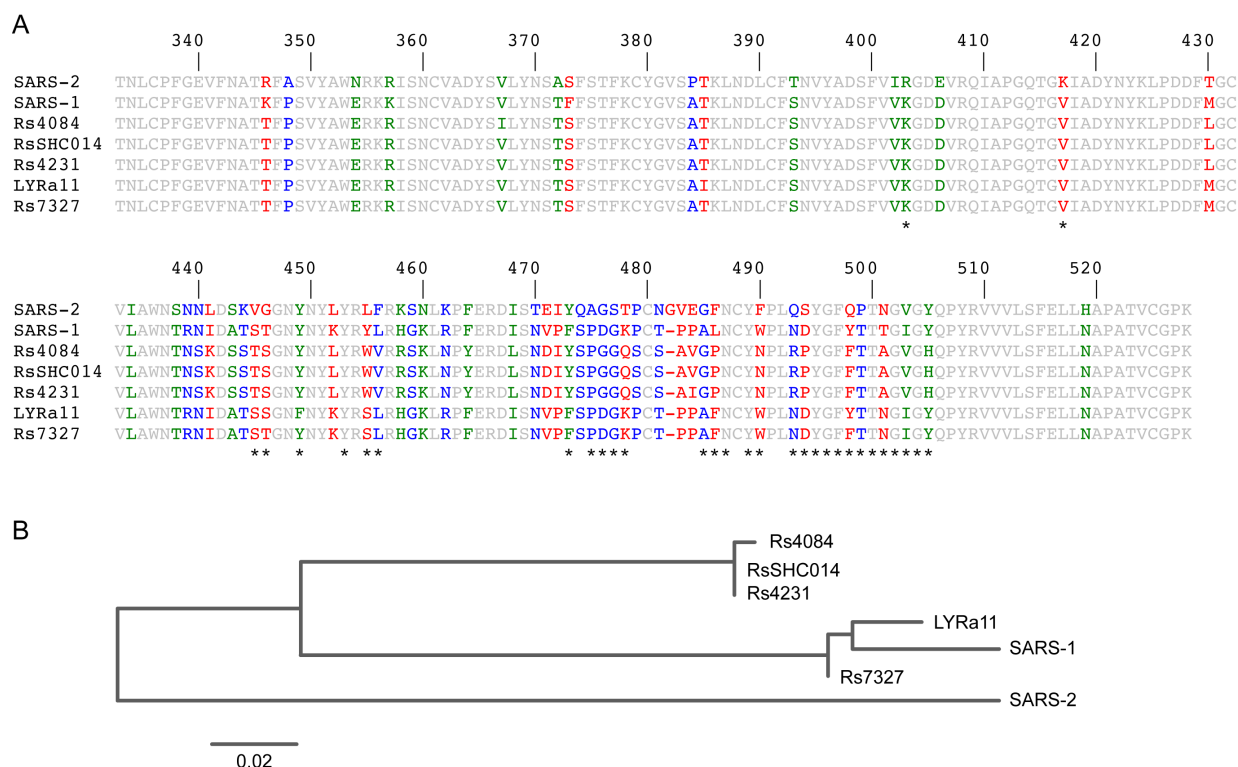 A
340 350 360 370 380 390 400 410 420 430
SARS-2 TNLCPFGEVFNATRFASVYAWNRKRISNCVADYSVLYNSASFSTFKCYGVSPTKLNDLCFTNVYADSFVIRGDEVRQIAPGQTGKIADYNYKLPDDFTGC
SARS-1 TNLCPFGEVFNATKFPSVYAWERKKISNCVADYSVLYNSTFFSTFKCYGVSATKLNDLCFSNVYADSFVVKGDDVRQIAPGQTGVIADYNYKLPDDFMGC
Rs4084 TNLCPFGEVFNATTFPSVYAWERKRISNCVADYSILYNSTSFSTFKCYGVSATKLNDLCFSNVYADSFVVKGDDVRQIAPGQTGVIADYNYKLPDDFLGC
RsSHC014 TNLCPFGEVFNATTFPSVYAWERKRISNCVADYSVLYNSTSFSTFKCYGVSATKLNDLCFSNVYADSFVVKGDDVRQIAPGQTGVIADYNYKLPDDFLGC
Rs4231 TNLCPFGEVFNATTFPSVYAWERKRISNCVADYSVLYNSTSFSTFKCYGVSATKLNDLCFSNVYADSFVVKGDDVRQIAPGQTGVIADYNYKLPDDFLGC
LYRa11 TNLCPFGEVFNATTFPSVYAWERKRISNCVADYSVLYNSTSFSTFKCYGVSAIKLNDLCFSNVYADSFVVKGDDVRQIAPGQTGVIADYNYKLPDDFMGC
Rs7327 TNLCPFGEVFNATTFPSVYAWERKRISNCVADYSVLYNSTSFSTFKCYGVSATKLNDLCFSNVYADSFVVKGDDVRQIAPGQTGVIADYNYKLPDDFMGC
* *
440 450 460 470 480 490 500 510 520
SARS-2 VIAWNSNNLDSKVGGNYNYLYRLFRKSNLKPFERDISTEIYQAGSTPCNGVEGFNCYFPLQSYGFQPTNGVGYQPYRVVVLSFELLHAPATVCGPK
SARS-1 VLAWNTRNIDATSTGNYNYKYRYLRHGKLRPFERDISNVPFSPDGKPCT-PPALNCYWPLNDYGFYTTTGIGYQPYRVVVLSFELLNAPATVCGPK
Rs4084 VLAWNTNSKDSSTSGNYNYLYRWVRRSKLNPYERDLSNDIYSPGGQSCS-AVGPNCYNPLRPYGFFTTAGVGHQPYRVVVLSFELLNAPATVCGPK
RsSHC014 VLAWNTNSKDSSTSGNYNYLYRWVRRSKLNPYERDLSNDIYSPGGQSCS-AVGPNCYNPLRPYGFFTTAGVGHQPYRVVVLSFELLNAPATVCGPK
Rs4231 VLAWNTNSKDSSTSGNYNYLYRWVRRSKLNPYERDLSNDIYSPGGQSCS-AIGPNCYNPLRPYGFFTTAGVGHQPYRVVVLSFELLNAPATVCGPK
LYRa11 VLAWNTRNIDATSSGNFNYKYRSLRHGKLRPFERDISNVPFSPDGKPCT-PPAFNCYWPLNDYGFYTTNGIGYQPYRVVVLSFELLNAPATVCGPK
Rs7327 VLAWNTRNIDATSTGNYNYKYRSLRHGKLRPFERDISNVPFSPDGKPCT-PPAFNCYWPLNDYGFFTTNGIGYQPYRVVVLSFELLNAPATVCGPK
** * * ** * **** *** ** *************
B
Rs4084
RsSHC014
Rs4231
LYRa11
SARS-1
Rs7327
SARS-2
0.02